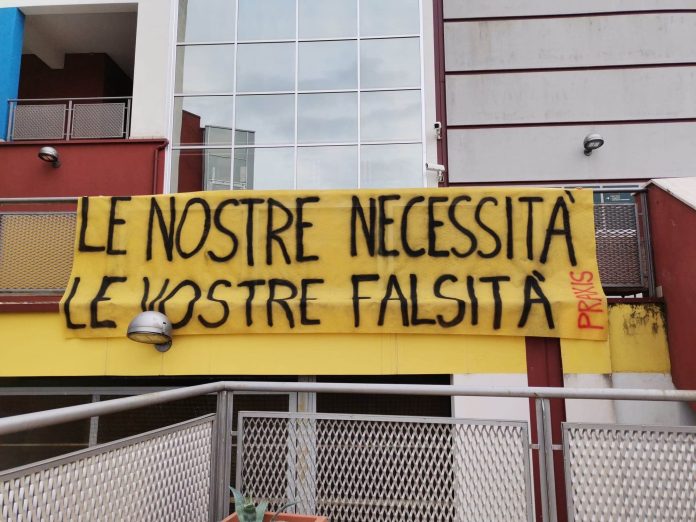 LE NOSTRE NECESSITÀ
LE VOSTRE FALSITÀ
PRAXIS